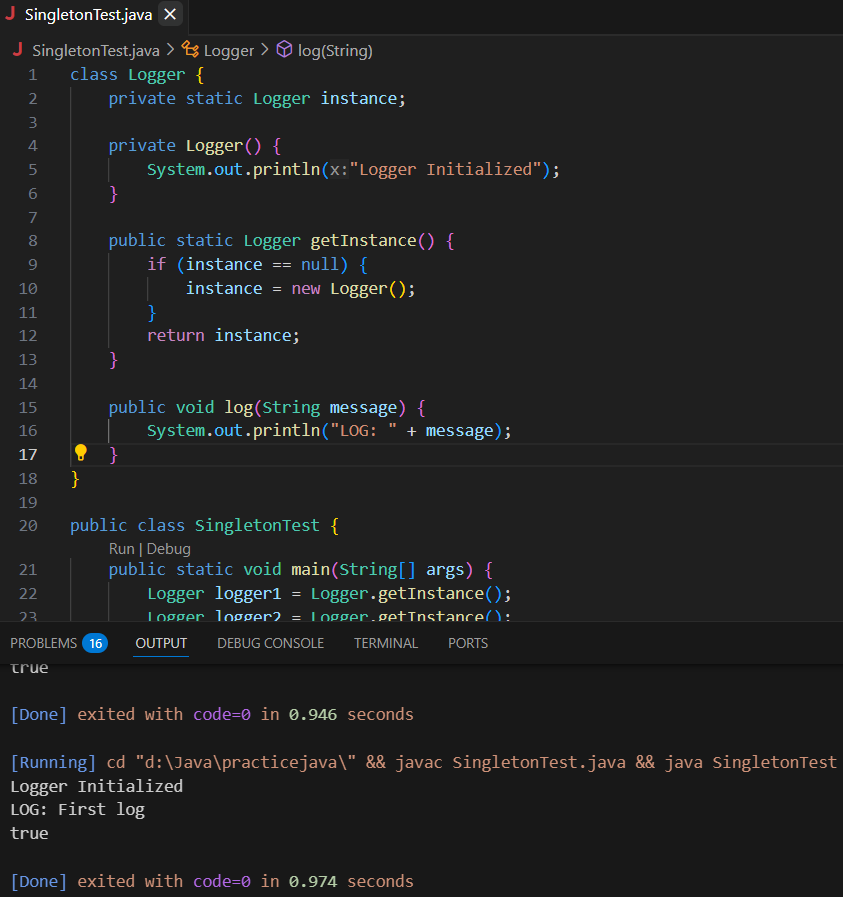 J SingletonTest.java ×
J SingletonTest.java > Logger > log(String)
1 class Logger {
2     private static Logger instance;
3
4     private Logger() {
5         System.out.println(x:"Logger Initialized");
6     }
7
8     public static Logger getInstance() {
9         if (instance == null) {
10             instance = new Logger();
11         }
12         return instance;
13     }
14
15     public void log(String message) {
16         System.out.println("LOG: " + message);
17     }
18 }
19
20 public class SingletonTest {
Run | Debug
21     public static void main(String[] args) {
22         Logger logger1 = Logger.getInstance();
23         Logger logger2 = Logger.getInstance();
PROBLEMS 16 OUTPUT DEBUG CONSOLE TERMINAL PORTS
true

[Done] exited with code=0 in 0.946 seconds

[Running] cd "d:\Java\practicejava\" && javac SingletonTest.java && java SingletonTest
Logger Initialized
LOG: First log
true

[Done] exited with code=0 in 0.974 seconds